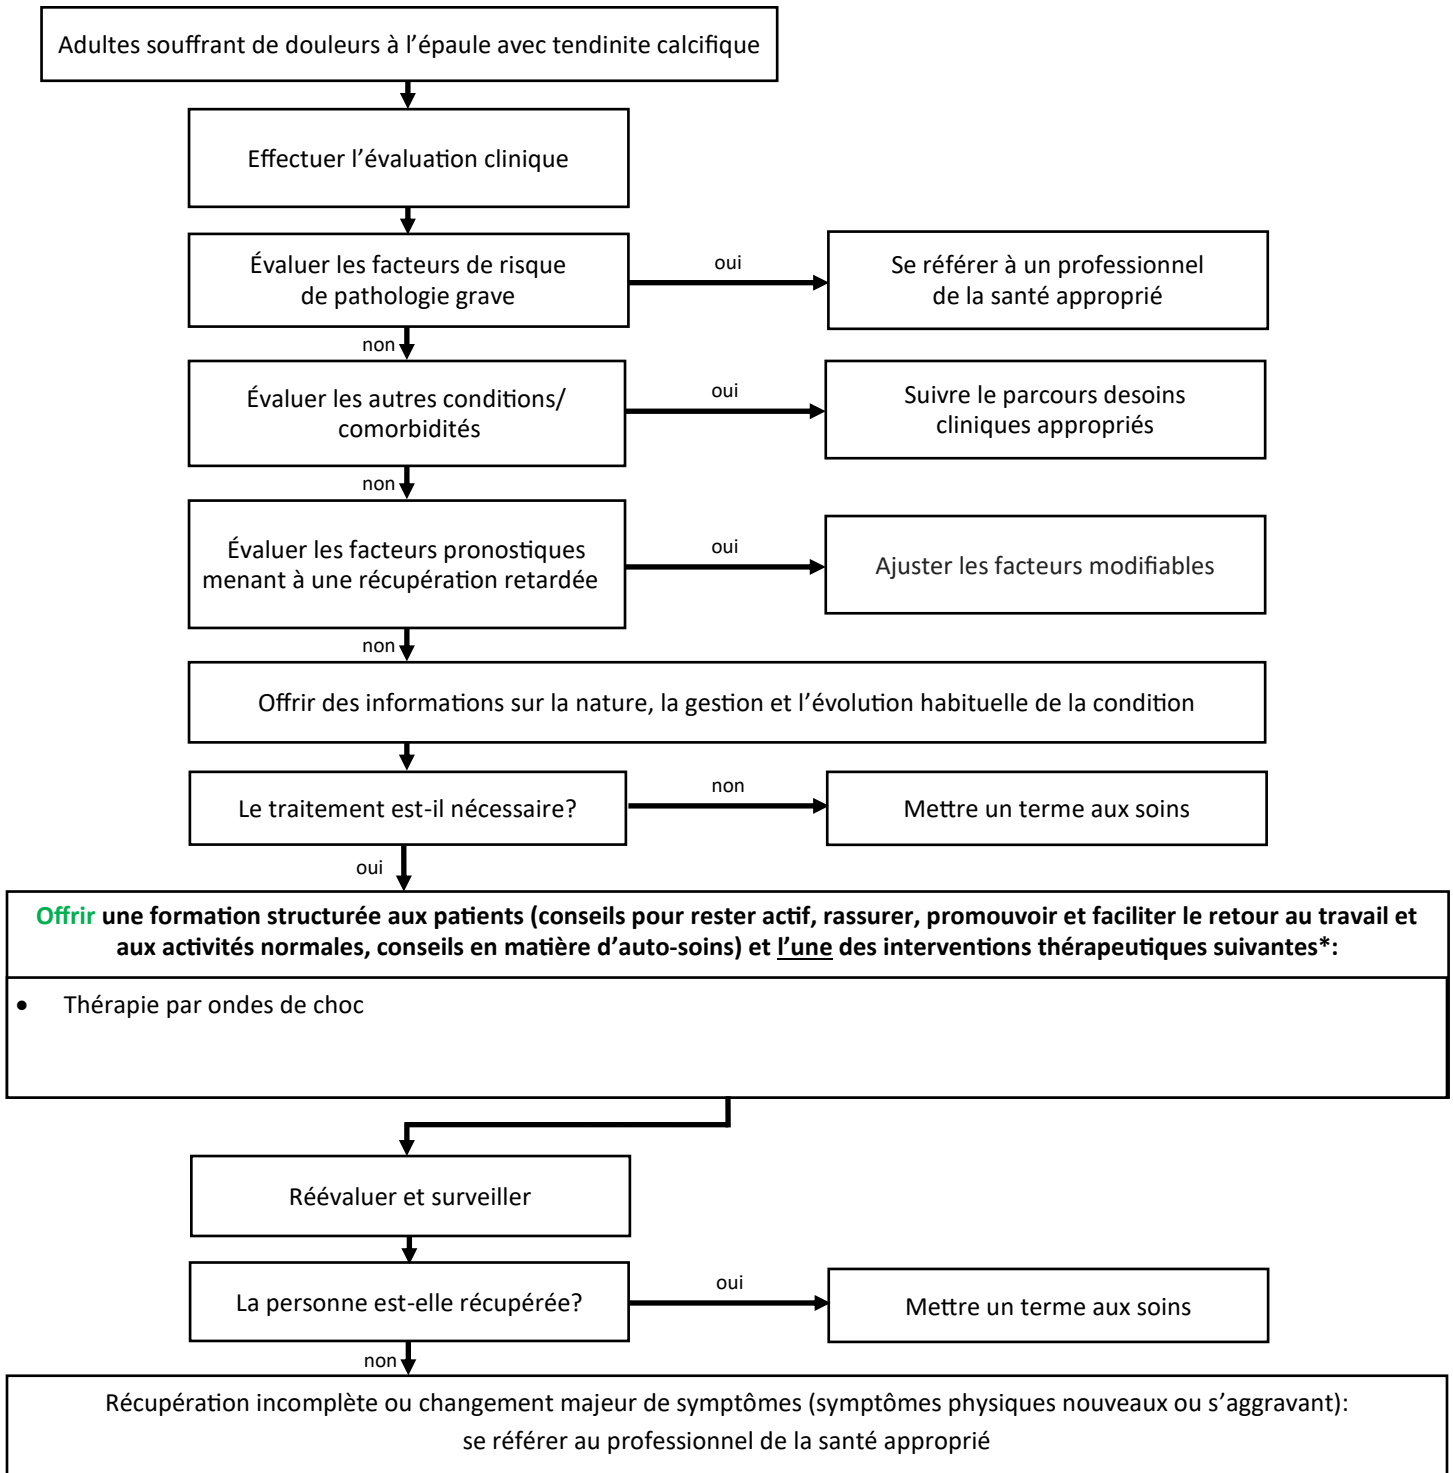 Adultes souffrant de douleurs à l’épaule avec tendinite calcifique
Effectuer l’évaluation clinique
Évaluer les facteurs de risque
de pathologie grave
oui
Se référer à un professionnel
de la santé approprié
non
Évaluer les autres conditions/
comorbidités
oui
Suivre le parcours desoins
cliniques appropriés
non
Évaluer les facteurs pronostiques
menant à une récupération retardée
oui
Ajuster les facteurs modifiables
non
Offrir des informations sur la nature, la gestion et l’évolution habituelle de la condition
Le traitement est-il nécessaire?
non
Mettre un terme aux soins
oui
Offrir une formation structurée aux patients (conseils pour rester actif, rassurer, promouvoir et faciliter le retour au travail et
aux activités normales, conseils en matière d’auto-soins) et l’une des interventions thérapeutiques suivantes*:
• Thérapie par ondes de choc
Réévaluer et surveiller
La personne est-elle récupérée?
oui
Mettre un terme aux soins
non
Récupération incomplète ou changement majeur de symptômes (symptômes physiques nouveaux ou s’aggravant):
se référer au professionnel de la santé approprié